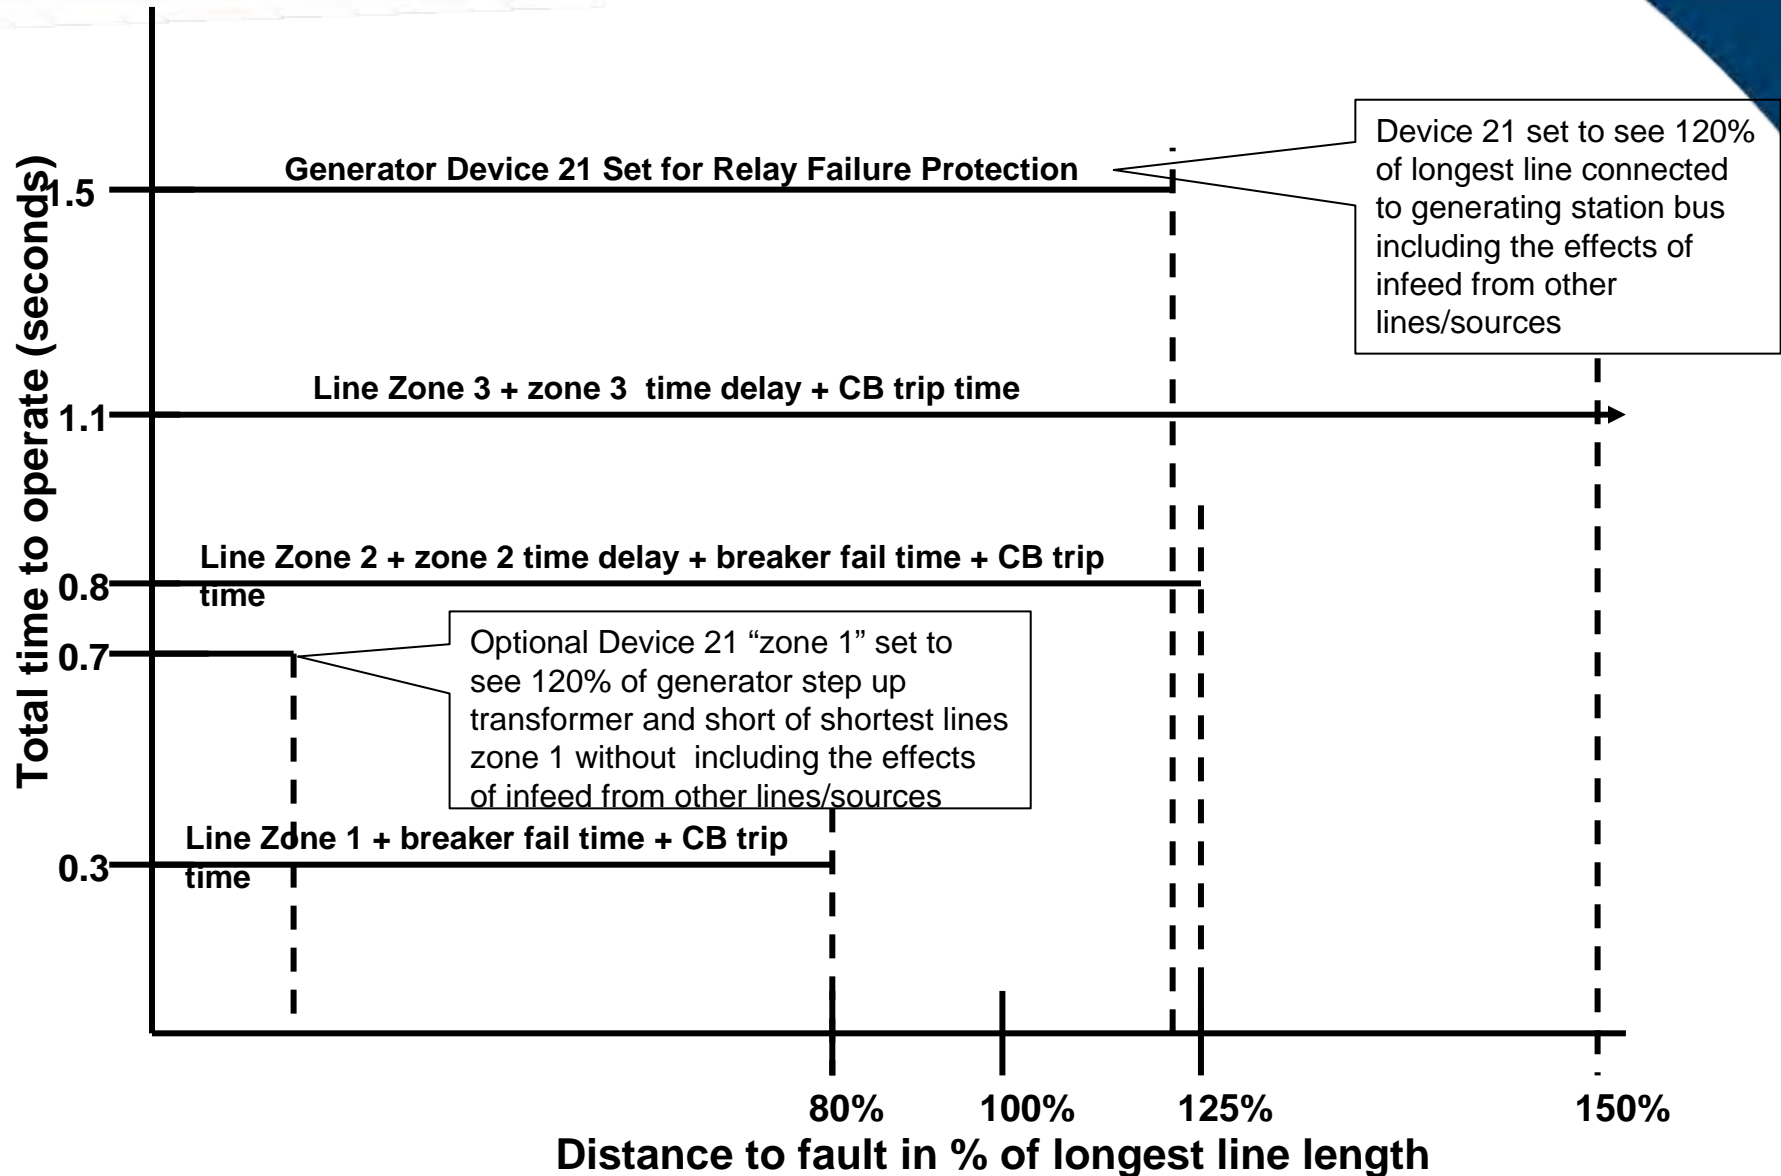 Total time to operate (seconds)
1.5
Generator Device 21 Set for Relay Failure Protection
Device 21 set to see 120%
of longest line connected
to generating station bus
including the effects of
infeed from other
lines/sources
1.1
Line Zone 3 + zone 3  time delay + CB trip time
0.8
Line Zone 2 + zone 2 time delay + breaker fail time + CB trip
time
0.7
Optional Device 21 “zone 1” set to
see 120% of generator step up
transformer and short of shortest lines
zone 1 without  including the effects
of infeed from other lines/sources
0.3
Line Zone 1 + breaker fail time + CB trip
time
80%
100%
125%
150%
Distance to fault in % of longest line length